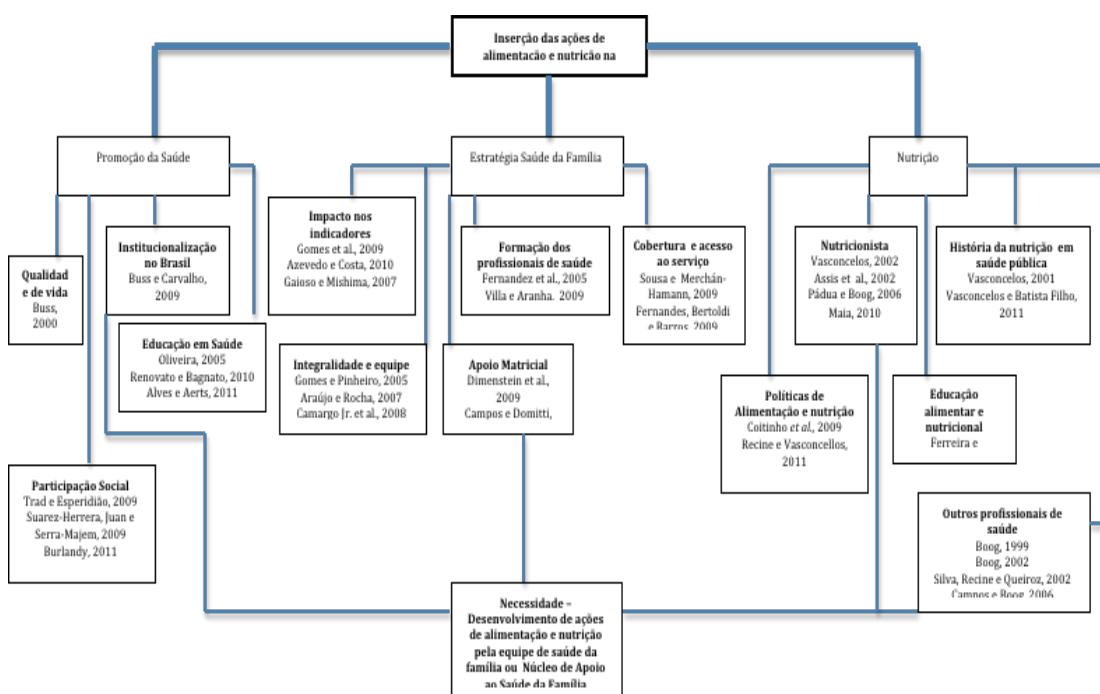 Inserção das ações de
alimentação e nutrição na
Promoção da Saúde
Estratégia Saúde da Família
Nutrição
Qualidad
e de vida
Buss,
2000
Institucionalização
no Brasil
Buss e Carvalho,
2009
Educação em Saúde
Oliveira, 2005
Renovato e Bagnato, 2010
Alves e Aerts, 2011
Participação Social
Trad e Esperidião, 2009
Suarez-Herrera, Juan e
Serra-Majem, 2009
Burlandy, 2011
Impacto nos
indicadores
Gomes et al., 2009
Azevedo e Costa, 2010
Gaioso e Mishima, 2007
Integralidade e equipe
Gomes e Pinheiro, 2005
Araújo e Rocha, 2007
Camargo Jr. et al., 2008
Formação dos
profissionais de saúde
Fernandez et al., 2005
Villa e Aranha. 2009
Apoio Matricial
Dimenstein et al.,
2009
Campos e Domitti,
Cobertura e acesso
ao serviço
Sousa e Merchán-
Hamann, 2009
Fernandes, Bertoldi
e Barros, 2009
Nutricionista
Vasconcelos, 2002
Assis et al., 2002
Pádua e Boog, 2006
Maia, 2010
História da nutrição em
saúde pública
Vasconcelos, 2001
Vasconcelos e Batista Filho,
2011
Políticas de
Alimentação e nutrição
Coitinho et al., 2009
Recine e Vasconcellos,
2011
Educação
alimentar e
nutricional
Ferreira e
Outros profissionais de
saúde
Boog, 1999
Boog, 2002
Silva, Recine e Queiroz, 2002
Campos e Boog, 2006
Necessidade –
Desenvolvimento de ações
de alimentação e nutrição
pela equipe de saúde da
família ou Núcleo de Apoio
ao Saúde da Família